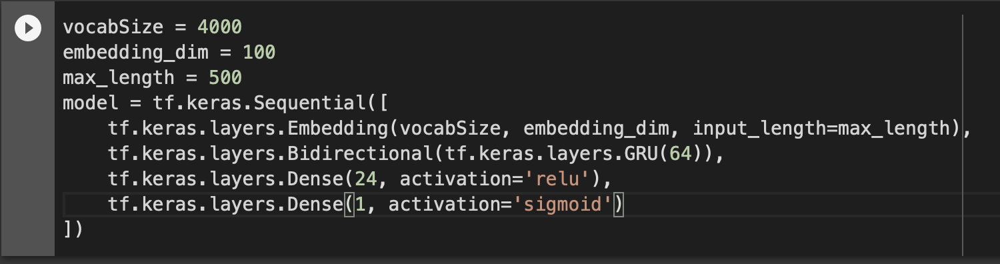 vocabSize = 4000
embedding_dim = 100
max_length = 500
model = tf.keras.Sequential([
    tf.keras.layers.Embedding(vocabSize, embedding_dim, input_length=max_length),
    tf.keras.layers.Bidirectional(tf.keras.layers.GRU(64)),
    tf.keras.layers.Dense(24, activation='relu'),
    tf.keras.layers.Dense(1, activation='sigmoid')
])